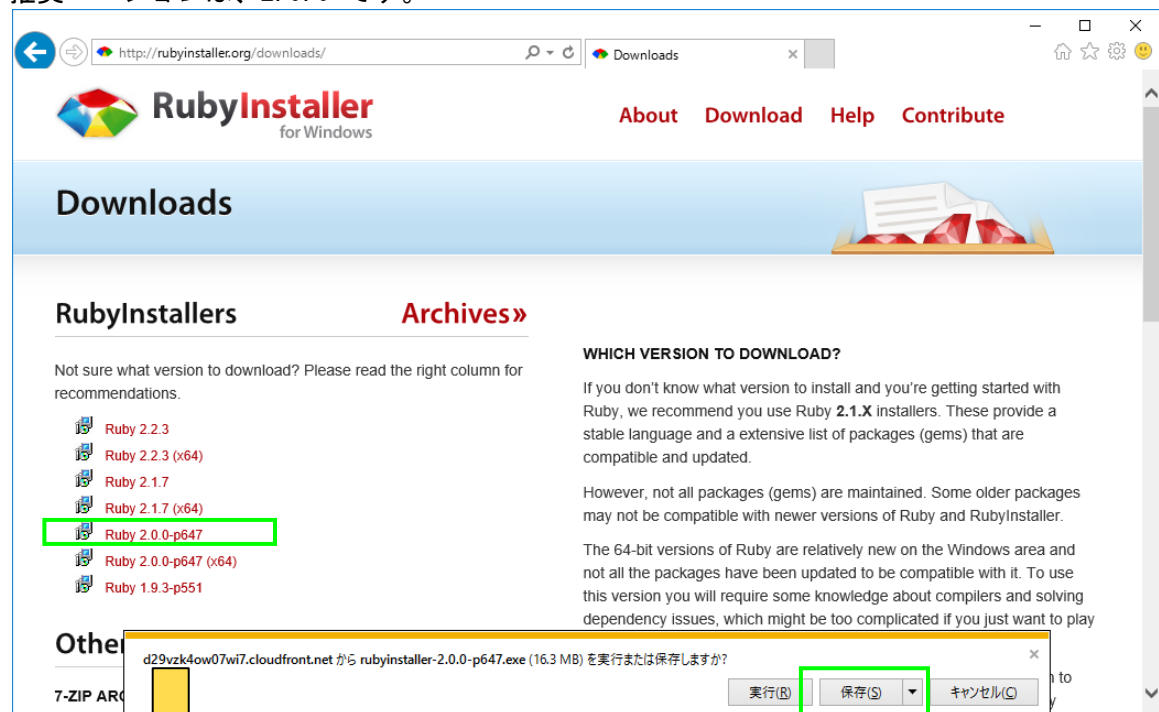 http://rubyinstaller.org/downloads/
Downloads
RubyInstaller
for Windows
About Download Help Contribute
Downloads
RubyInstallers
Archives»
Not sure what version to download? Please read the right column for
recommendations.
Ruby 2.2.3
Ruby 2.2.3 (x64)
Ruby 2.1.7
Ruby 2.1.7 (x64)
Ruby 2.0.0-p647
Ruby 2.0.0-p647 (x64)
Ruby 1.9.3-p551
WHICH VERSION TO DOWNLOAD?
If you don't know what version to install and you're getting started with
Ruby, we recommend you use Ruby 2.1.X installers. These provide a
stable language and a extensive list of packages (gems) that are
compatible and updated.
However, not all packages (gems) are maintained. Some older packages
may not be compatible with newer versions of Ruby and RubyInstaller.
The 64-bit versions of Ruby are relatively new on the Windows area and
not all the packages have been updated to be compatible with it. To use
this version you will require some knowledge about compilers and solving
dependency issues, which might be too complicated if you just want to play
d29vzk4ow07wi7.cloudfront.net から rubyinstaller-2.0.0-p647.exe (16.3 MB) を実行または保存しますか?
実行(R) 保存(S) キャンセル(C)
7-ZIP
to